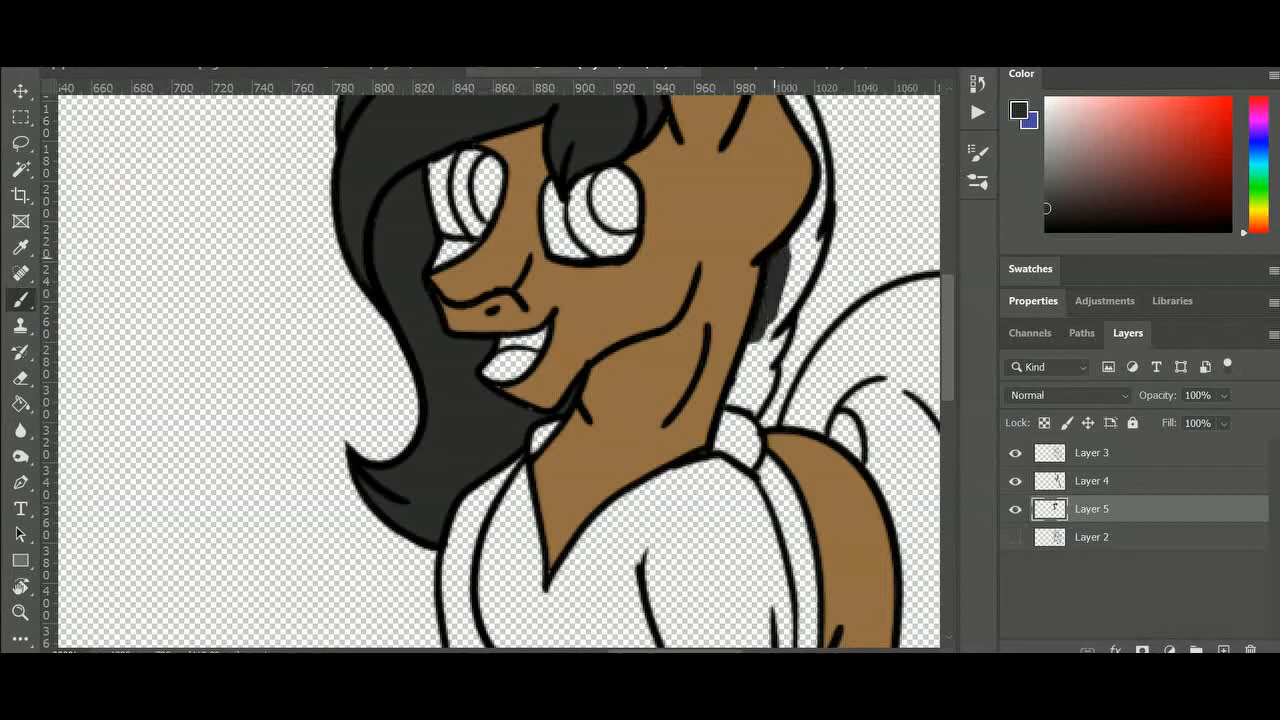 Color
640 660 680 700 720 740 760 780 800 820 840 860 880 900 920 940 960 980 1000 1020 1040 1060
Swatches
Properties Adjustments Libraries
Channels Paths Layers
Kind
Normal Opacity: 100%
Lock: Fill: 100%
Layer 3
Layer 4
Layer 5
Layer 2